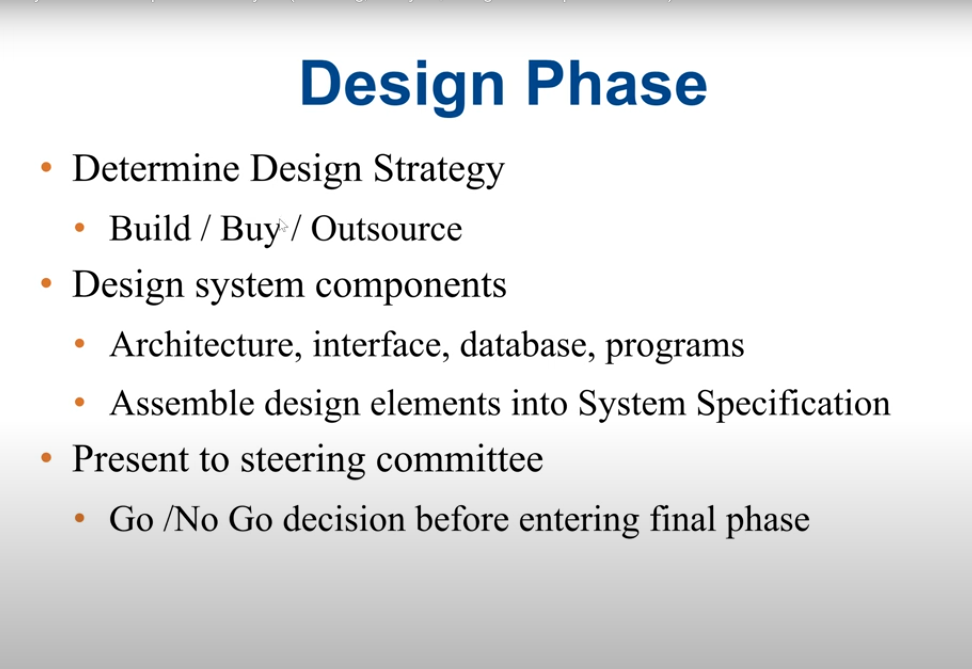 Design Phase
• Determine Design Strategy
• Build / Buy / Outsource
• Design system components
• Architecture, interface, database, programs
• Assemble design elements into System Specification
• Present to steering committee
• Go /No Go decision before entering final phase